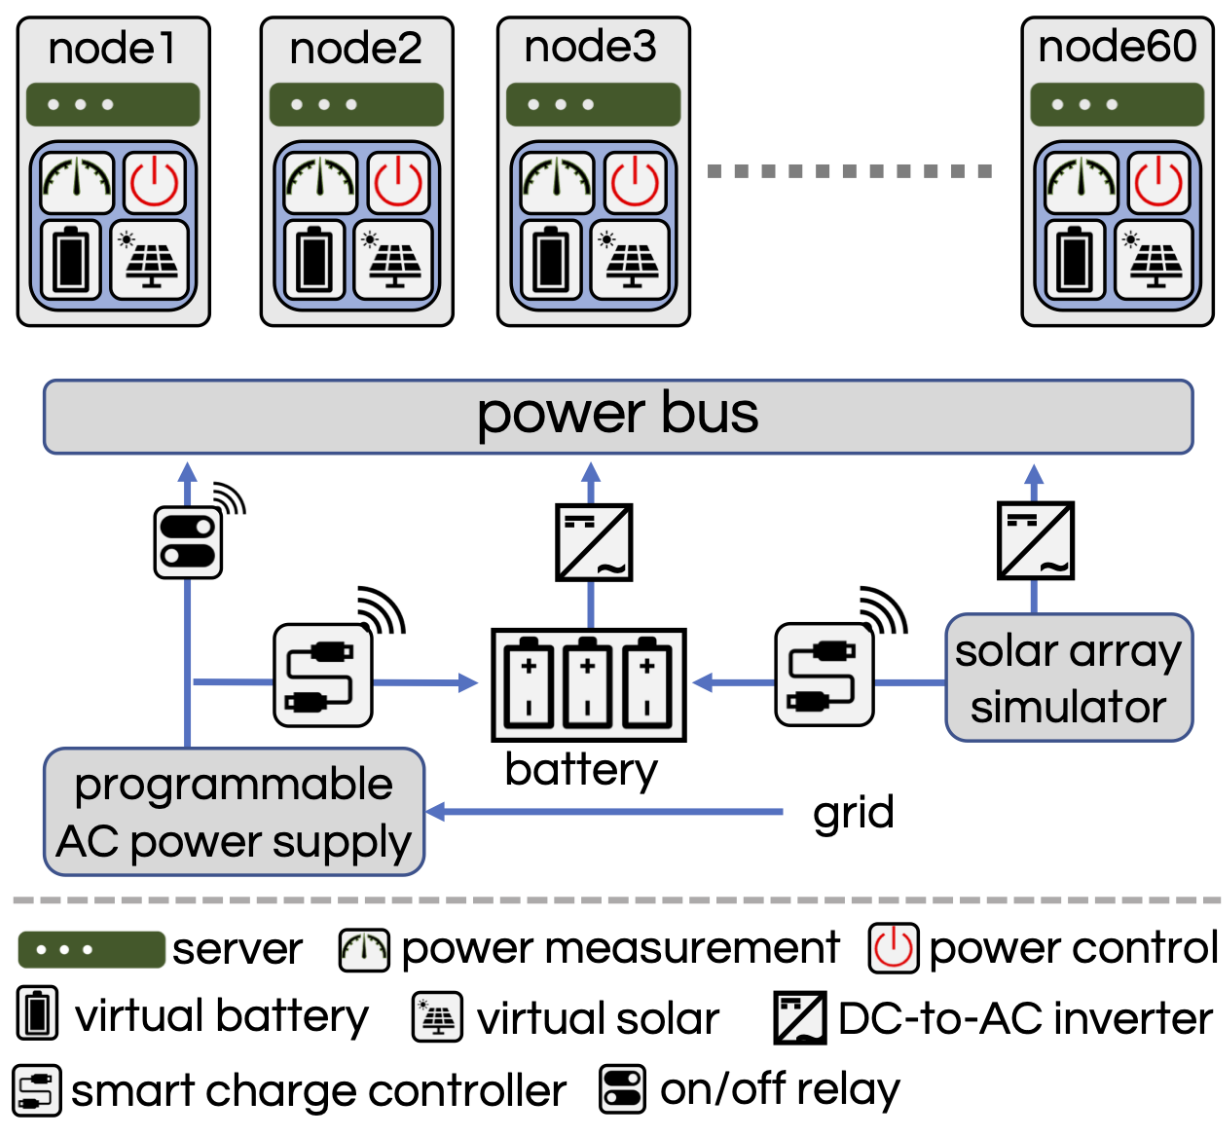 node1
node2
node3
node60
power bus
solar array
simulator
battery
programmable
AC power supply
grid
server
power measurement
power control
virtual battery
virtual solar
DC-to-AC inverter
smart charge controller
on/off relay